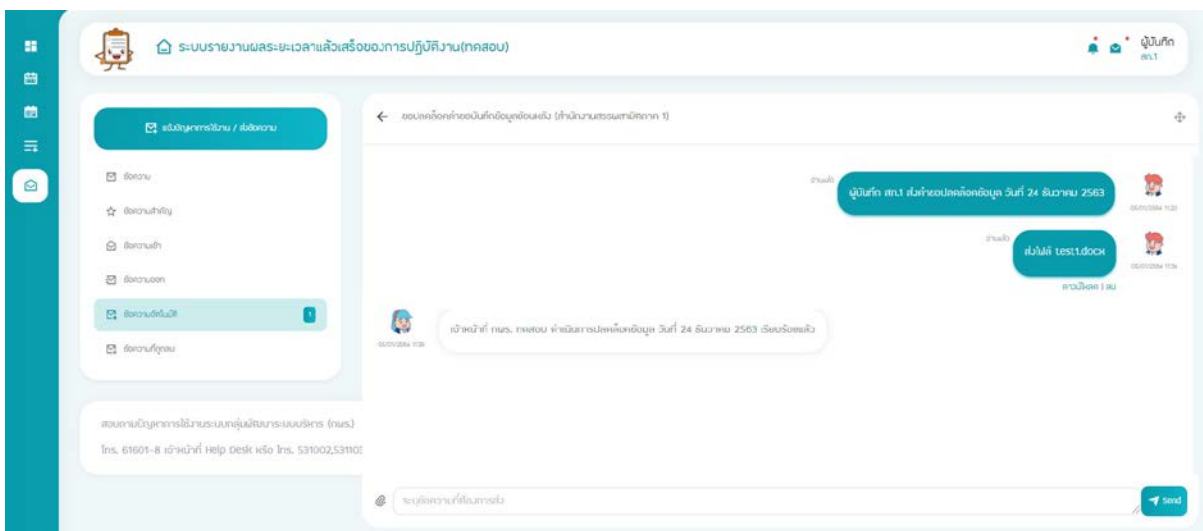 ระบบรายงานผลระยะเวลาแล้วเสร็จของการปฏิบัติงาน(ทดสอบ)
ผู้บันทึก
สก.1
แจ้งปัญหาการใช้งาน / ส่งข้อความ
ข้อความ
ข้อความสำคัญ
ข้อความเข้า
ข้อความออก
ข้อความอัตโนมัติ
1
ข้อความที่ถูกลบ
สอบถามปัญหาการใช้งานระบบกลุ่มพัฒนาระบบบริหาร (กพร.)
โทร. 61601-8 เจ้าหน้าที่ Help Desk หรือ โทร. 531002,531103
ขอปลดล็อคคำขอบันทึกข้อมูลย้อนหลัง (สำนักงานสรรพสามิตภาค 1)
อ่านแล้ว
ผู้บันทึก สก.1 ส่งคำขอปลดล็อคข้อมูล วันที่ 24 ธันวาคม 2563
05/01/2564 11:23
อ่านแล้ว
ส่งไฟล์ test1.docx
ดาวน์โหลด | ลบ
เจ้าหน้าที่ กพร. ทดสอบ ดำเนินการปลดล็อคข้อมูล วันที่ 24 ธันวาคม 2563 เรียบร้อยแล้ว
ระบุข้อความที่ต้องการส่ง
Send